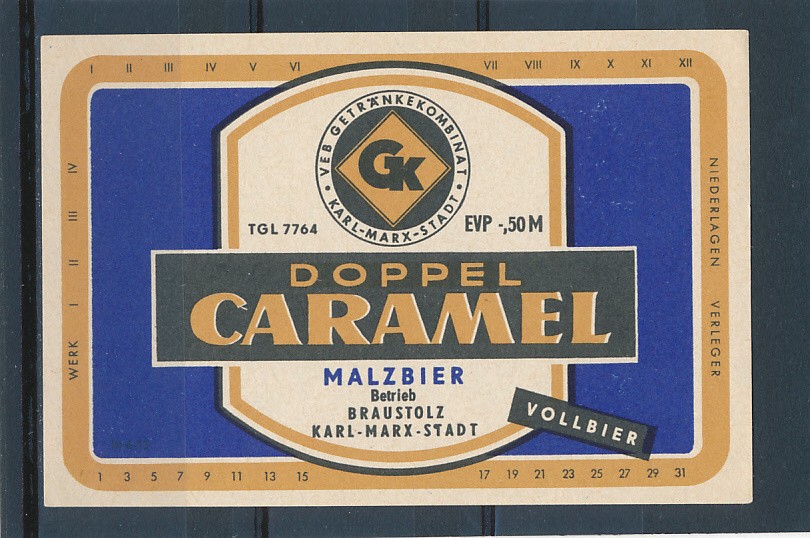 I II III IV V VI VII VIII IX X XI XII
VEB GETRÄNKEKOMBINAT
GK
• KARL-MARX-STADT •
TGL 7764
EVP -,50 M
DOPPEL
CARAMEL
MALZBIER
Betrieb
BRAUSTOLZ
KARL-MARX-STADT
VOLLBIER
WERK I II III IV
NIEDERLAGEN VERLEGER
1 3 5 7 9 11 13 15 17 19 21 23 25 27 29 31